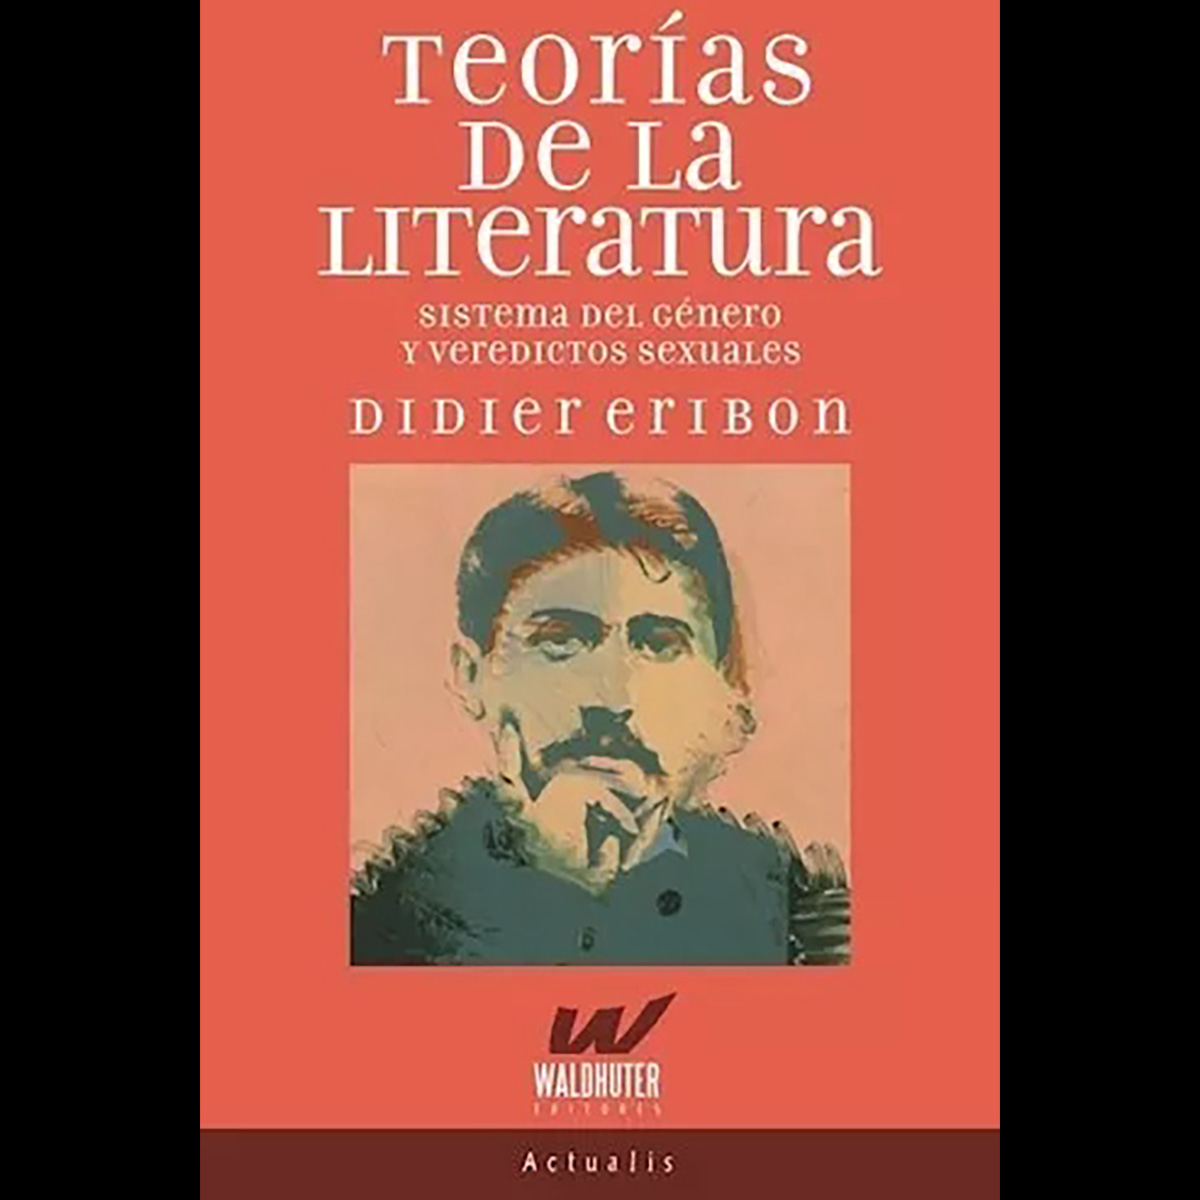 Teorías
de la
Literatura
sistema del género
y veredictos sexuales
Didier Eribon
W
WALDHUTER
EDITORES
Actualis